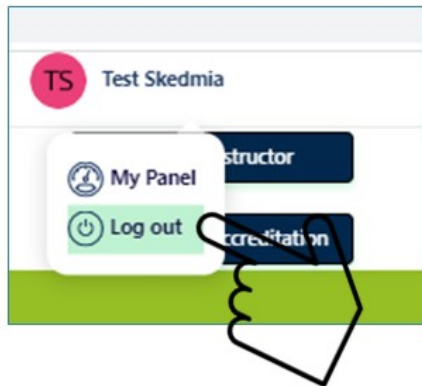 TS Test Skedmia
structor
My Panel
Log out
ccreditation